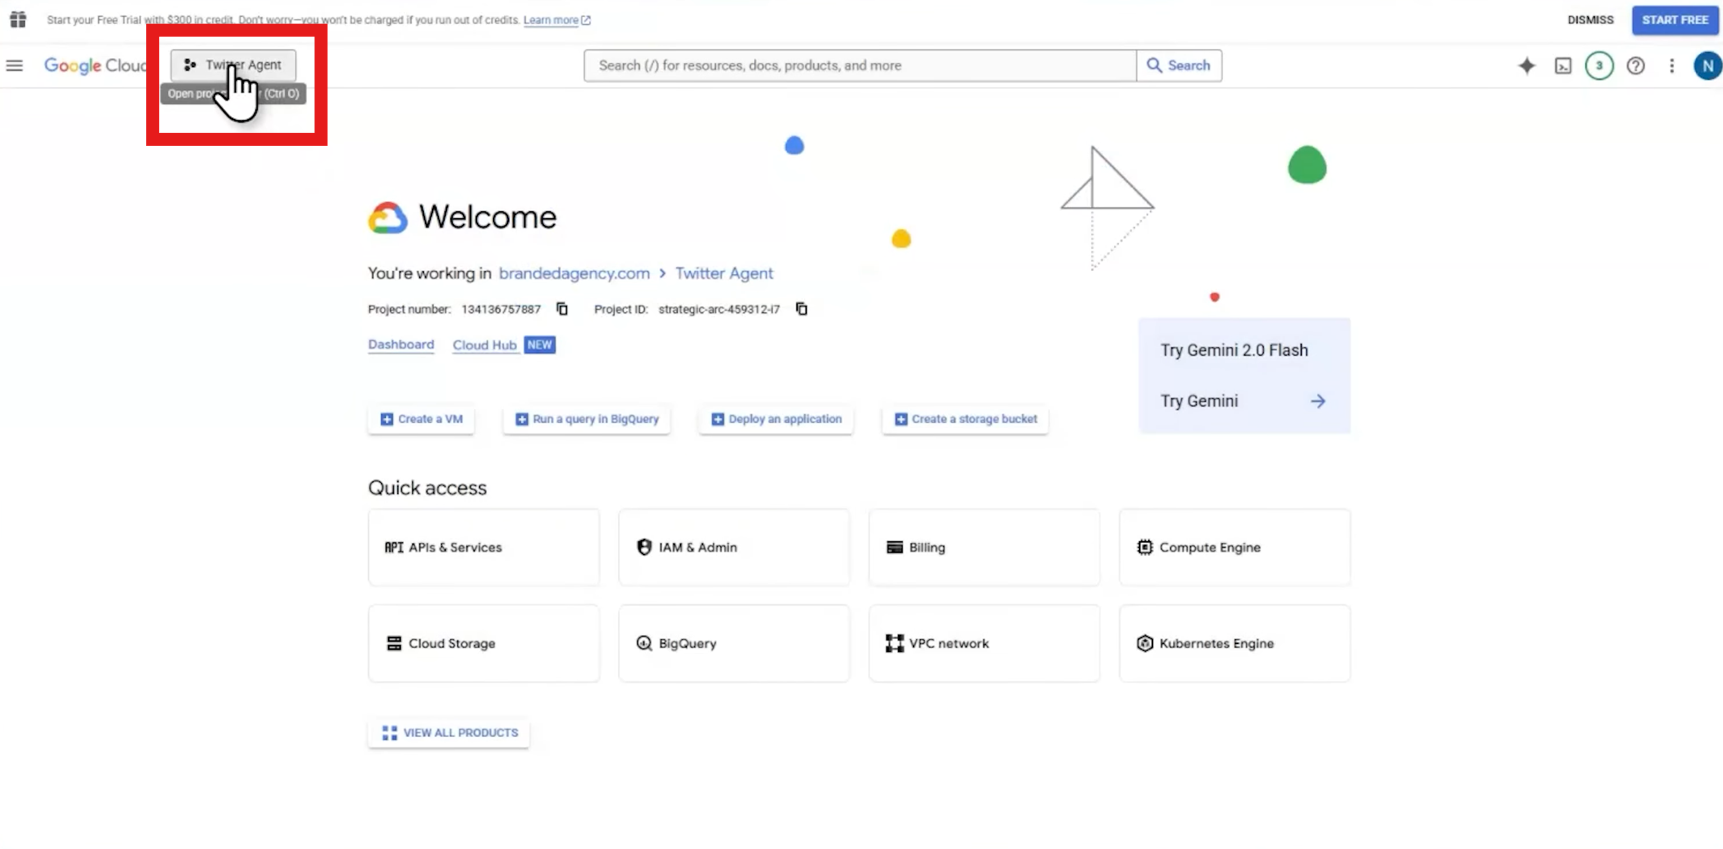 Start your Free Trial with $300 in credit. Don't worry—you won't be charged if you run out of credits. Learn more
DISMISS
START FREE
Google Cloud
Twitter Agent
Search (/) for resources, docs, products, and more
Search
3
N
Open (Ctrl O)
Welcome
You're working in brandedagency.com > Twitter Agent
Project number: 134136757887 Project ID: strategic-arc-459312-i7
Dashboard Cloud Hub NEW
Try Gemini 2.0 Flash
Try Gemini
Create a VM
Run a query in BigQuery
Deploy an application
Create a storage bucket
Quick access
API APIs & Services
IAM & Admin
Billing
Compute Engine
Cloud Storage
BigQuery
VPC network
Kubernetes Engine
VIEW ALL PRODUCTS